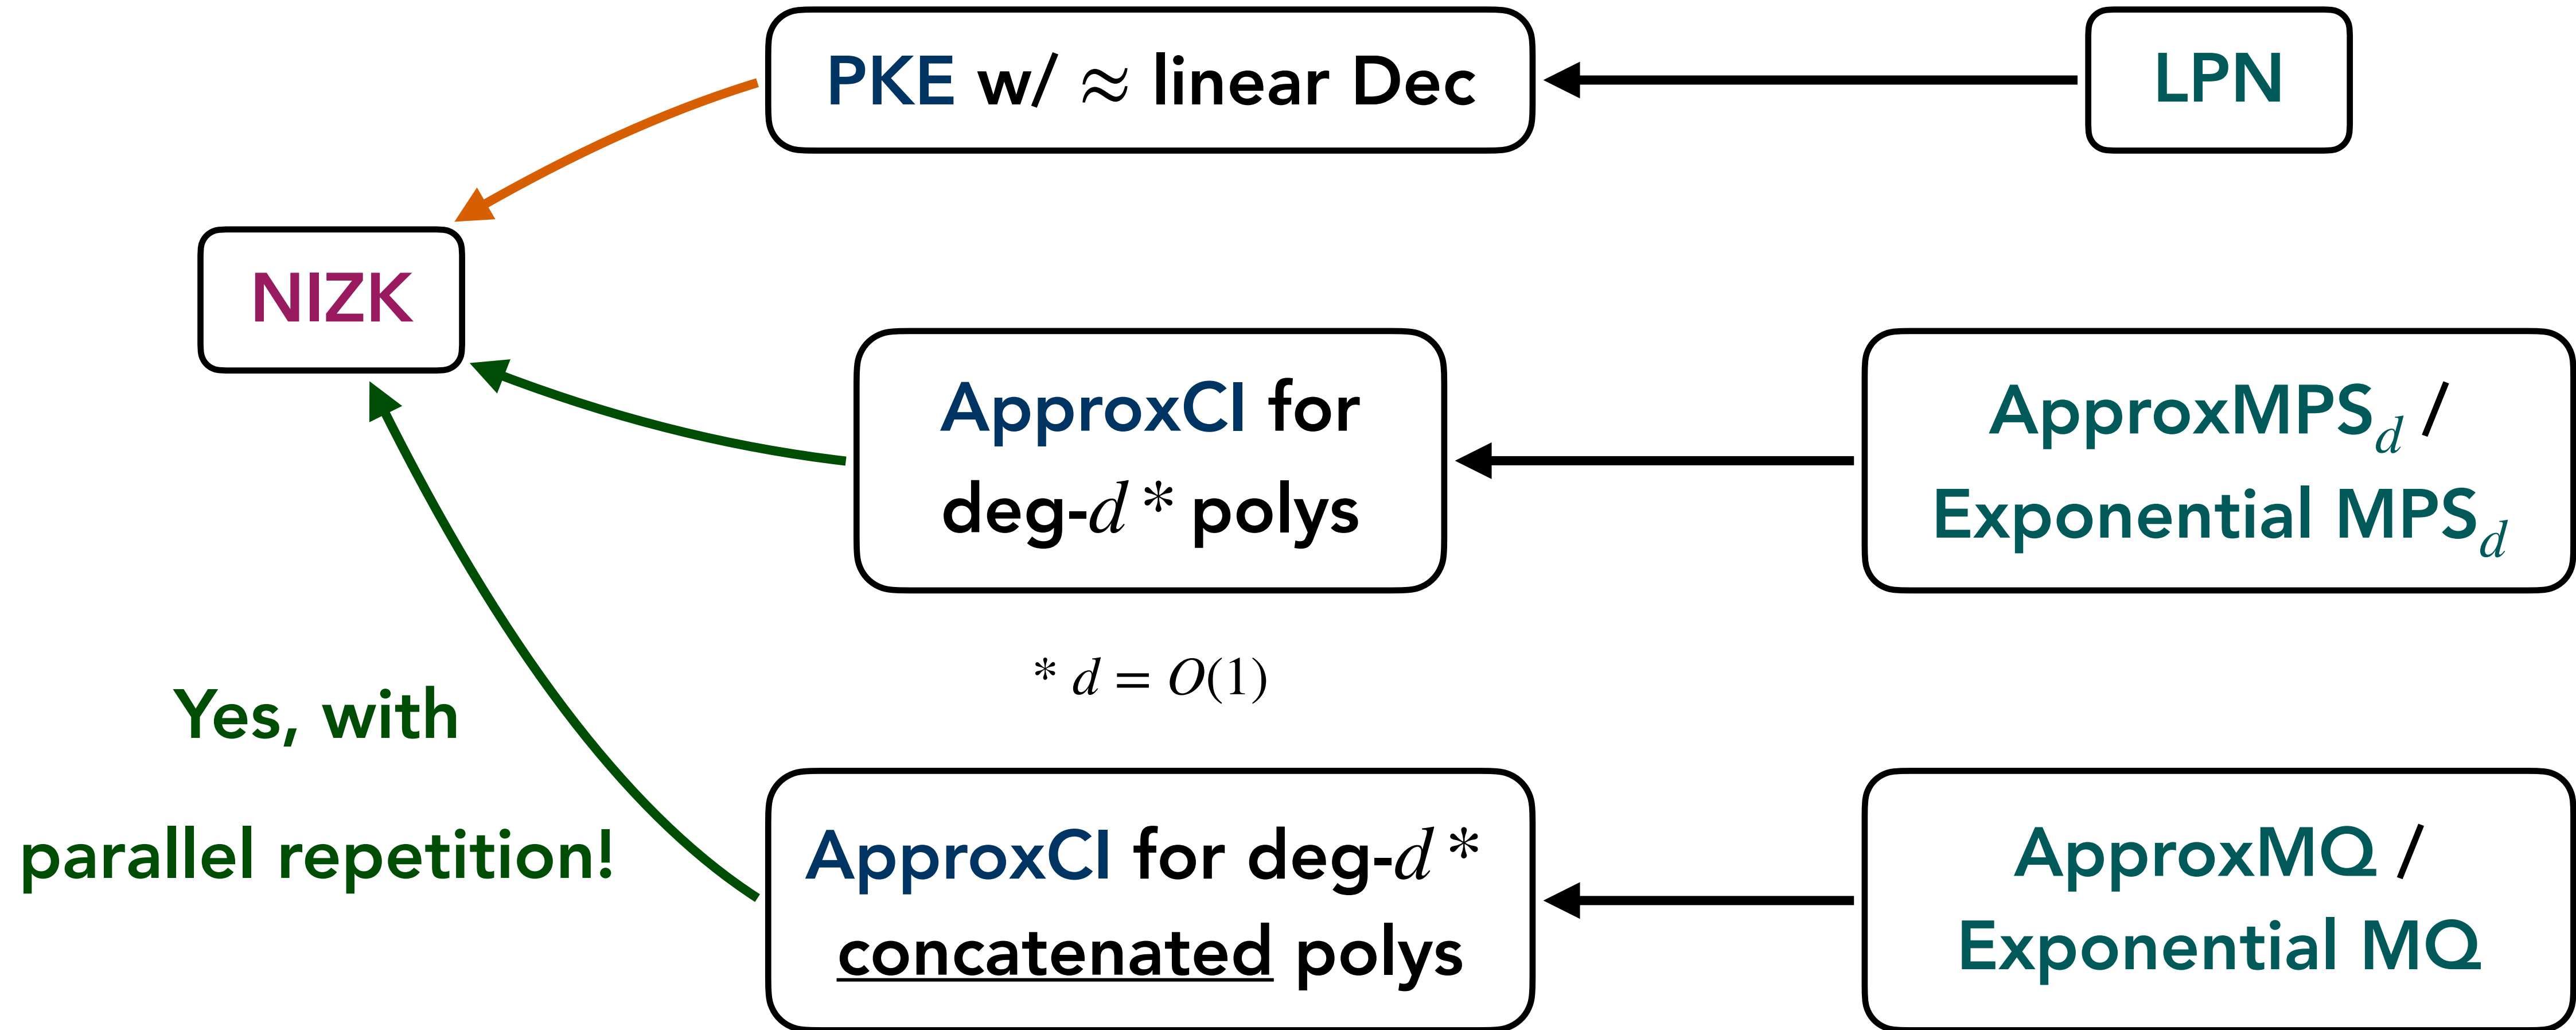 PKE w/ ≈ linear Dec
LPN
NIZK
ApproxCI for
deg-d * polys
ApproxMPS_d /
Exponential MPS_d
* d = O(1)
Yes, with
parallel repetition!
ApproxCI for deg-d *
concatenated polys
ApproxMQ /
Exponential MQ